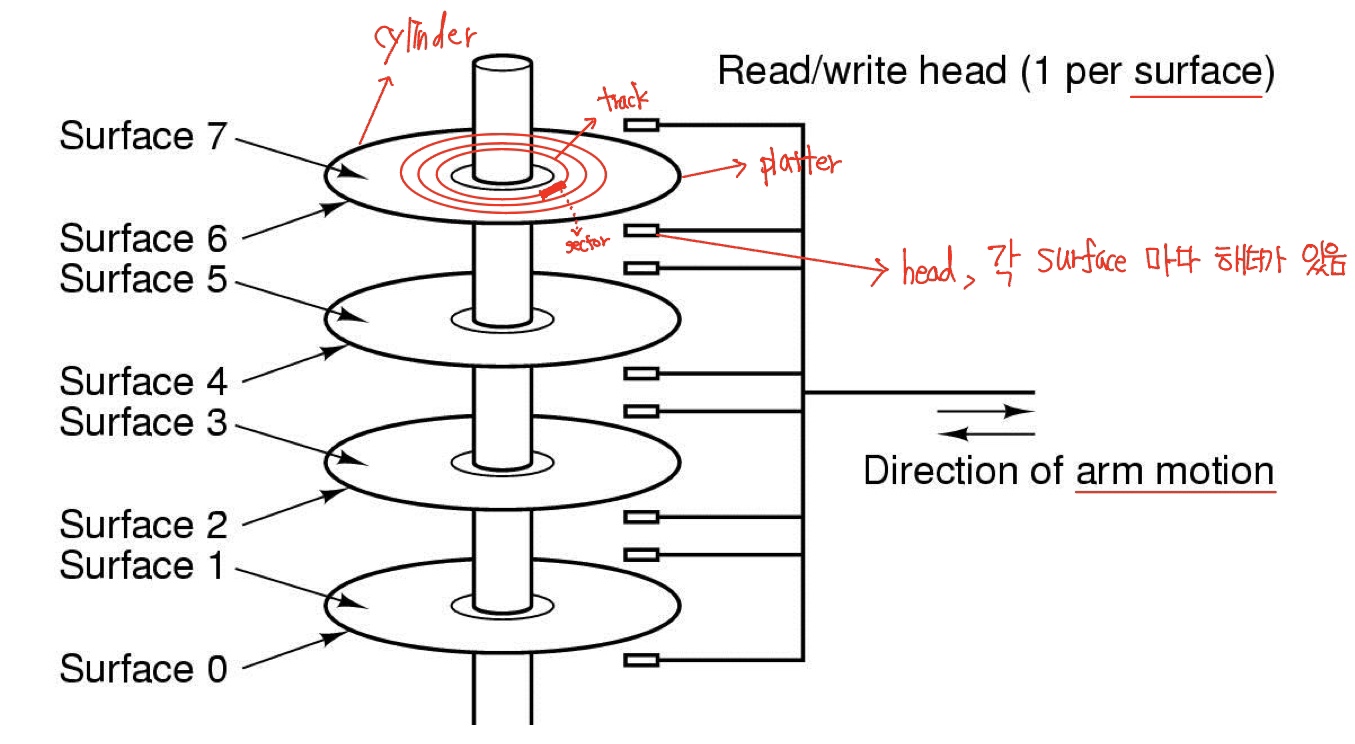 cylinder
Read/write head (1 per surface)
track
Surface 7
platter
Surface 6
sector
head, 각 surface 마다 헤더가 있음
Surface 5
Surface 4
Surface 3
Direction of arm motion
Surface 2
Surface 1
Surface 0